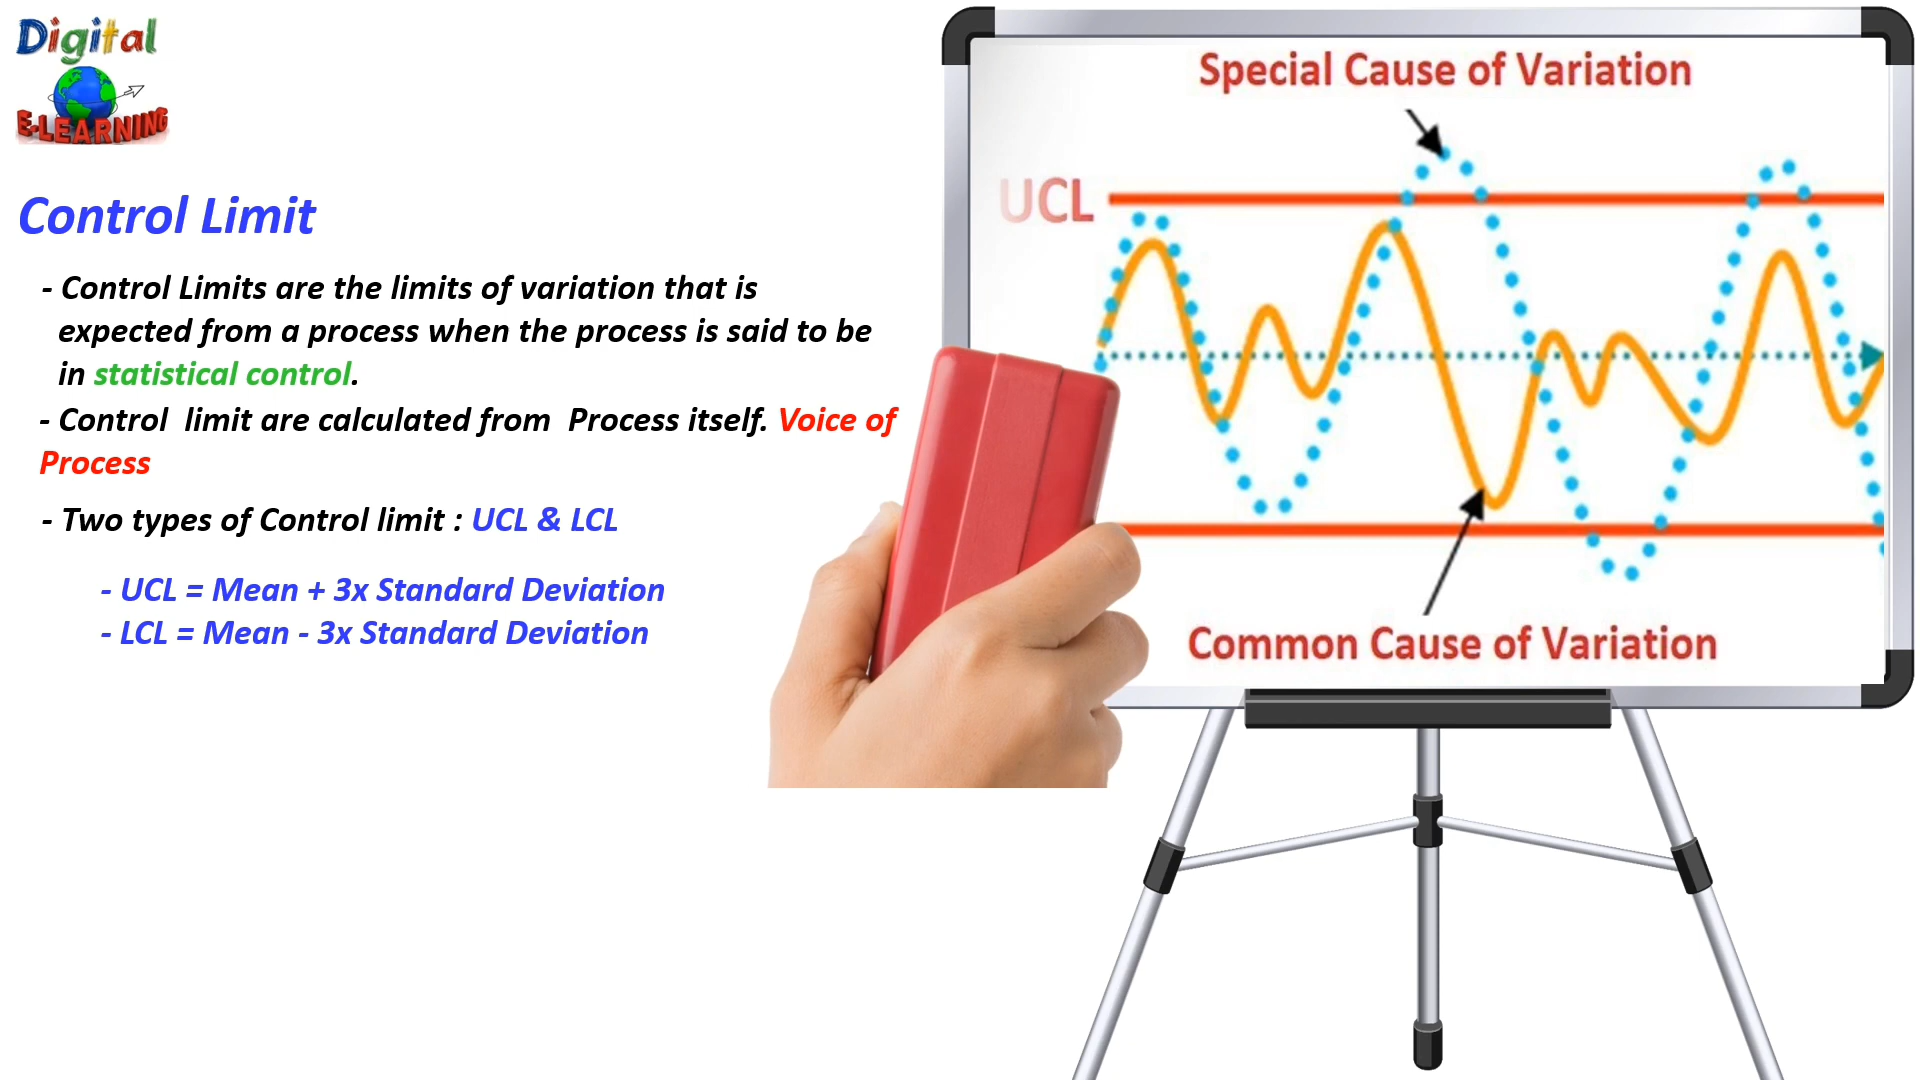 Digital
E-LEARNING
Control Limit
- Control Limits are the limits of variation that is
expected from a process when the process is said to be
in statistical control.
- Control  limit are calculated from  Process itself. Voice of
Process
- Two types of Control limit : UCL & LCL
- UCL = Mean + 3x Standard Deviation
- LCL = Mean - 3x Standard Deviation
Special Cause of Variation
UCL
Common Cause of Variation